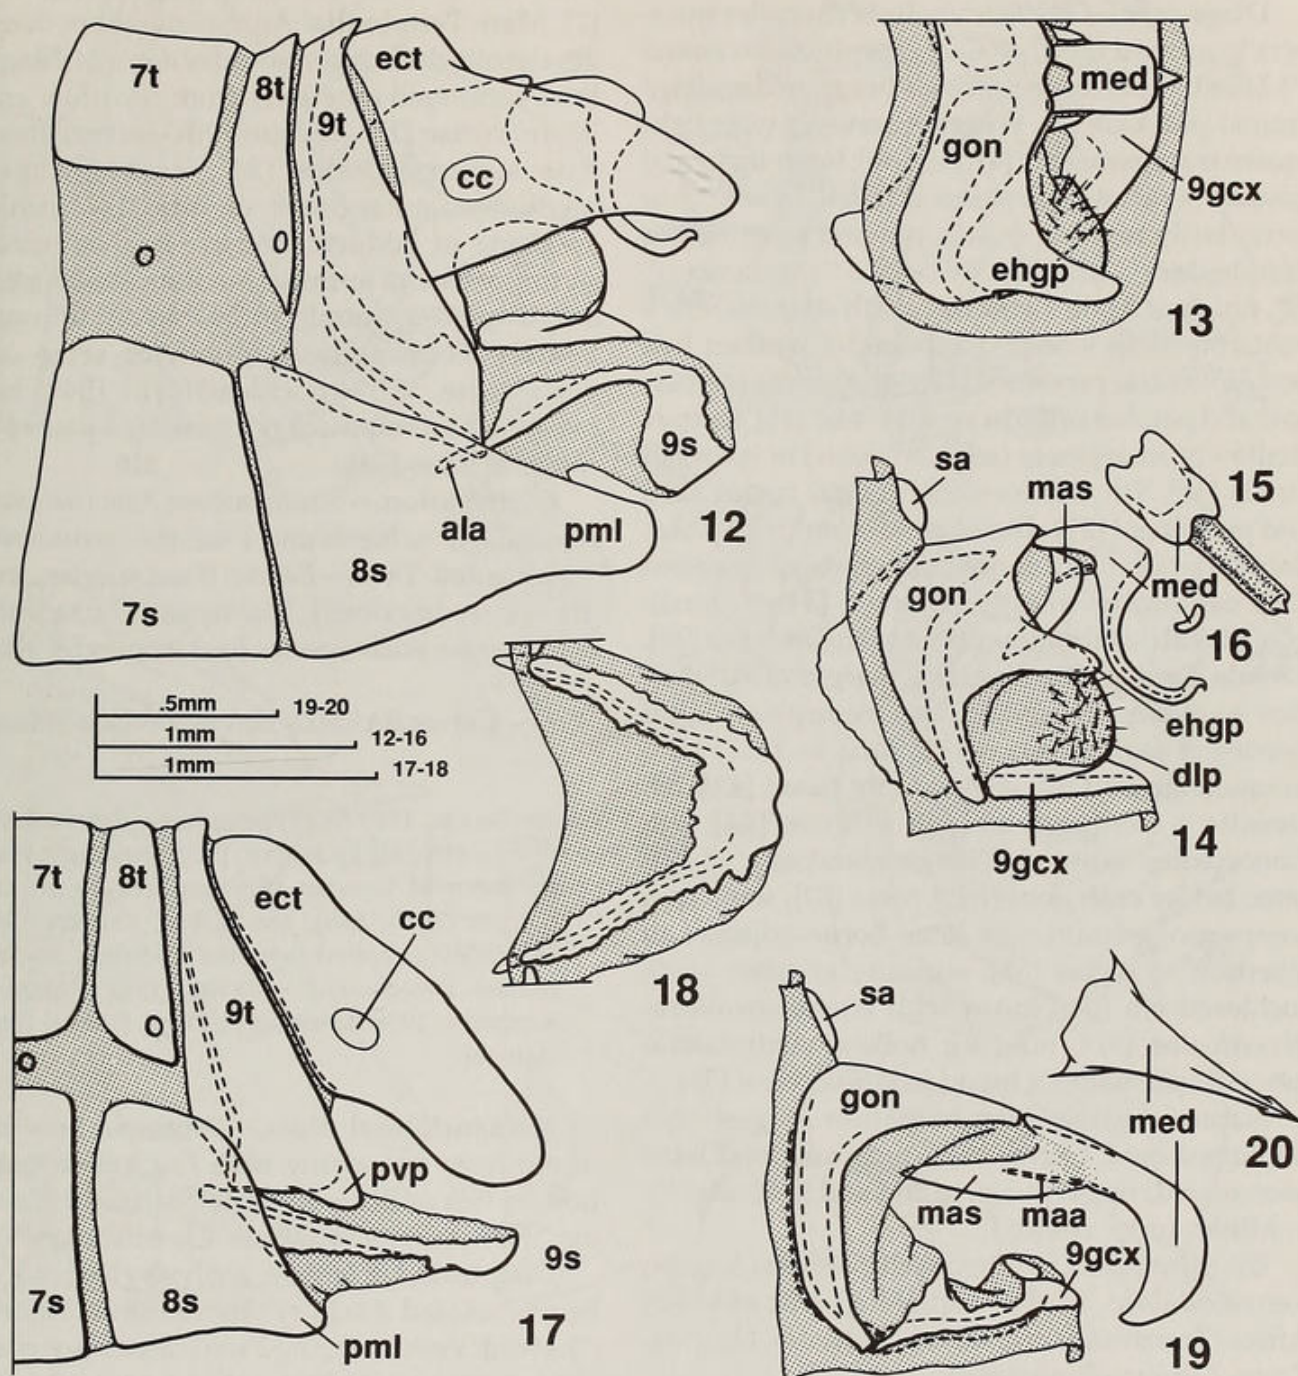 7t
8t
9t
ect
cc
9s
ala
pml
12
7s
8s
gon
med
9gcx
ehgp
13
sa
mas
gon
med
15
16
ehgp
dlp
9gcx
14
.5mm 19-20
1mm 12-16
1mm 17-18
18
7t
8t
ect
cc
9t
pvp
9s
7s
8s
pml
17
sa
gon
med
20
mas
maa
9gcx
19